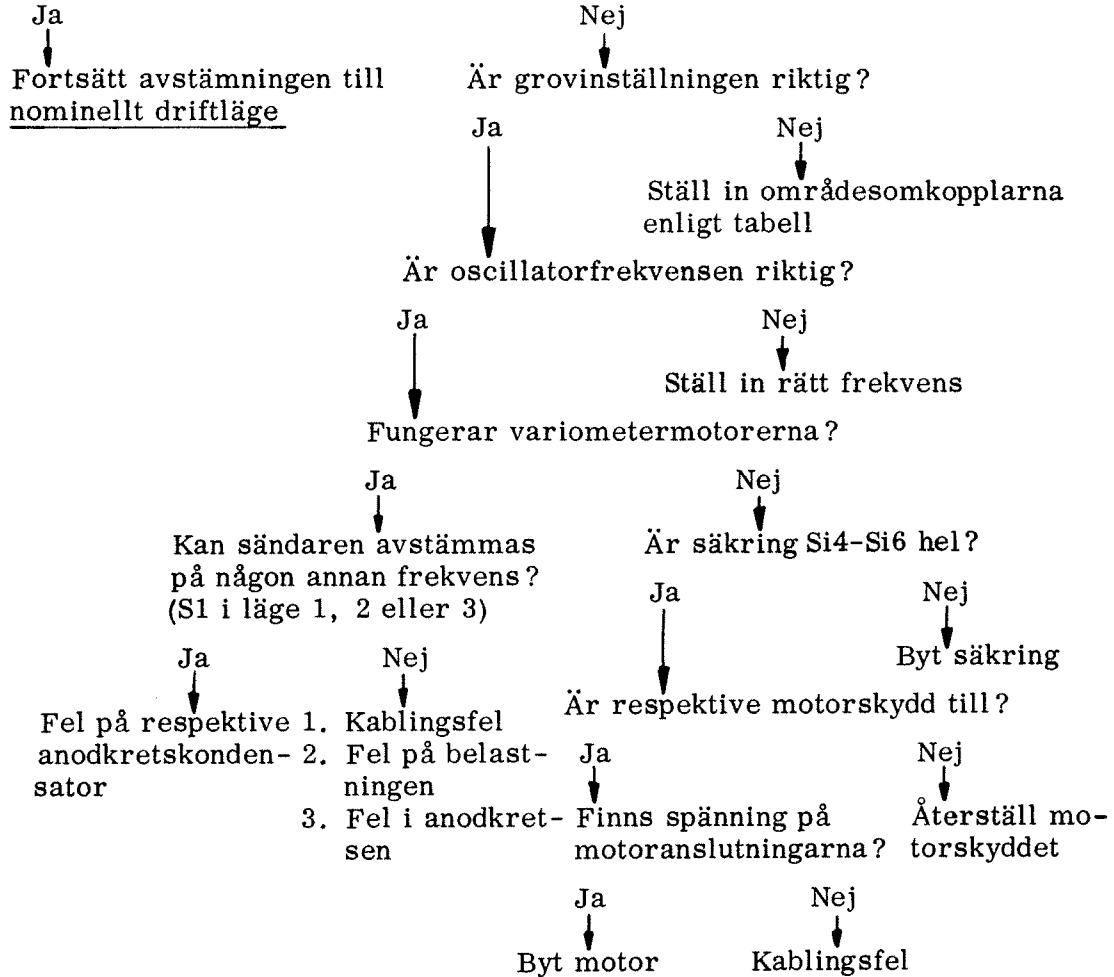 Ja Nej
Fortsätt avstämningen till Är grovinställningen riktig?
nominellt driftläge
Ja Nej
Ställ in områdesomkopplarna
enligt tabell
Är oscillatorfrekvensen riktig?
Ja Nej
Ställ in rätt frekvens
Fungerar variometermotorerna?
Ja Nej
Kan sändaren avstämmas
på någon annan frekvens?
(S1 i läge 1, 2 eller 3)
Är säkring Si4-Si6 hel?
Ja Nej
Byt säkring
Ja Nej
Fel på respektive
anodkretskonden-
sator
1. Kablingsfel
2. Fel på belast-
ningen
3. Fel i anodkret-
sen
Är respektive motorskydd till?
Ja Nej
Finns spänning på
motoranslutningarna?
Återställ mo-
torskyddet
Ja Nej
Byt motor Kablingsfel